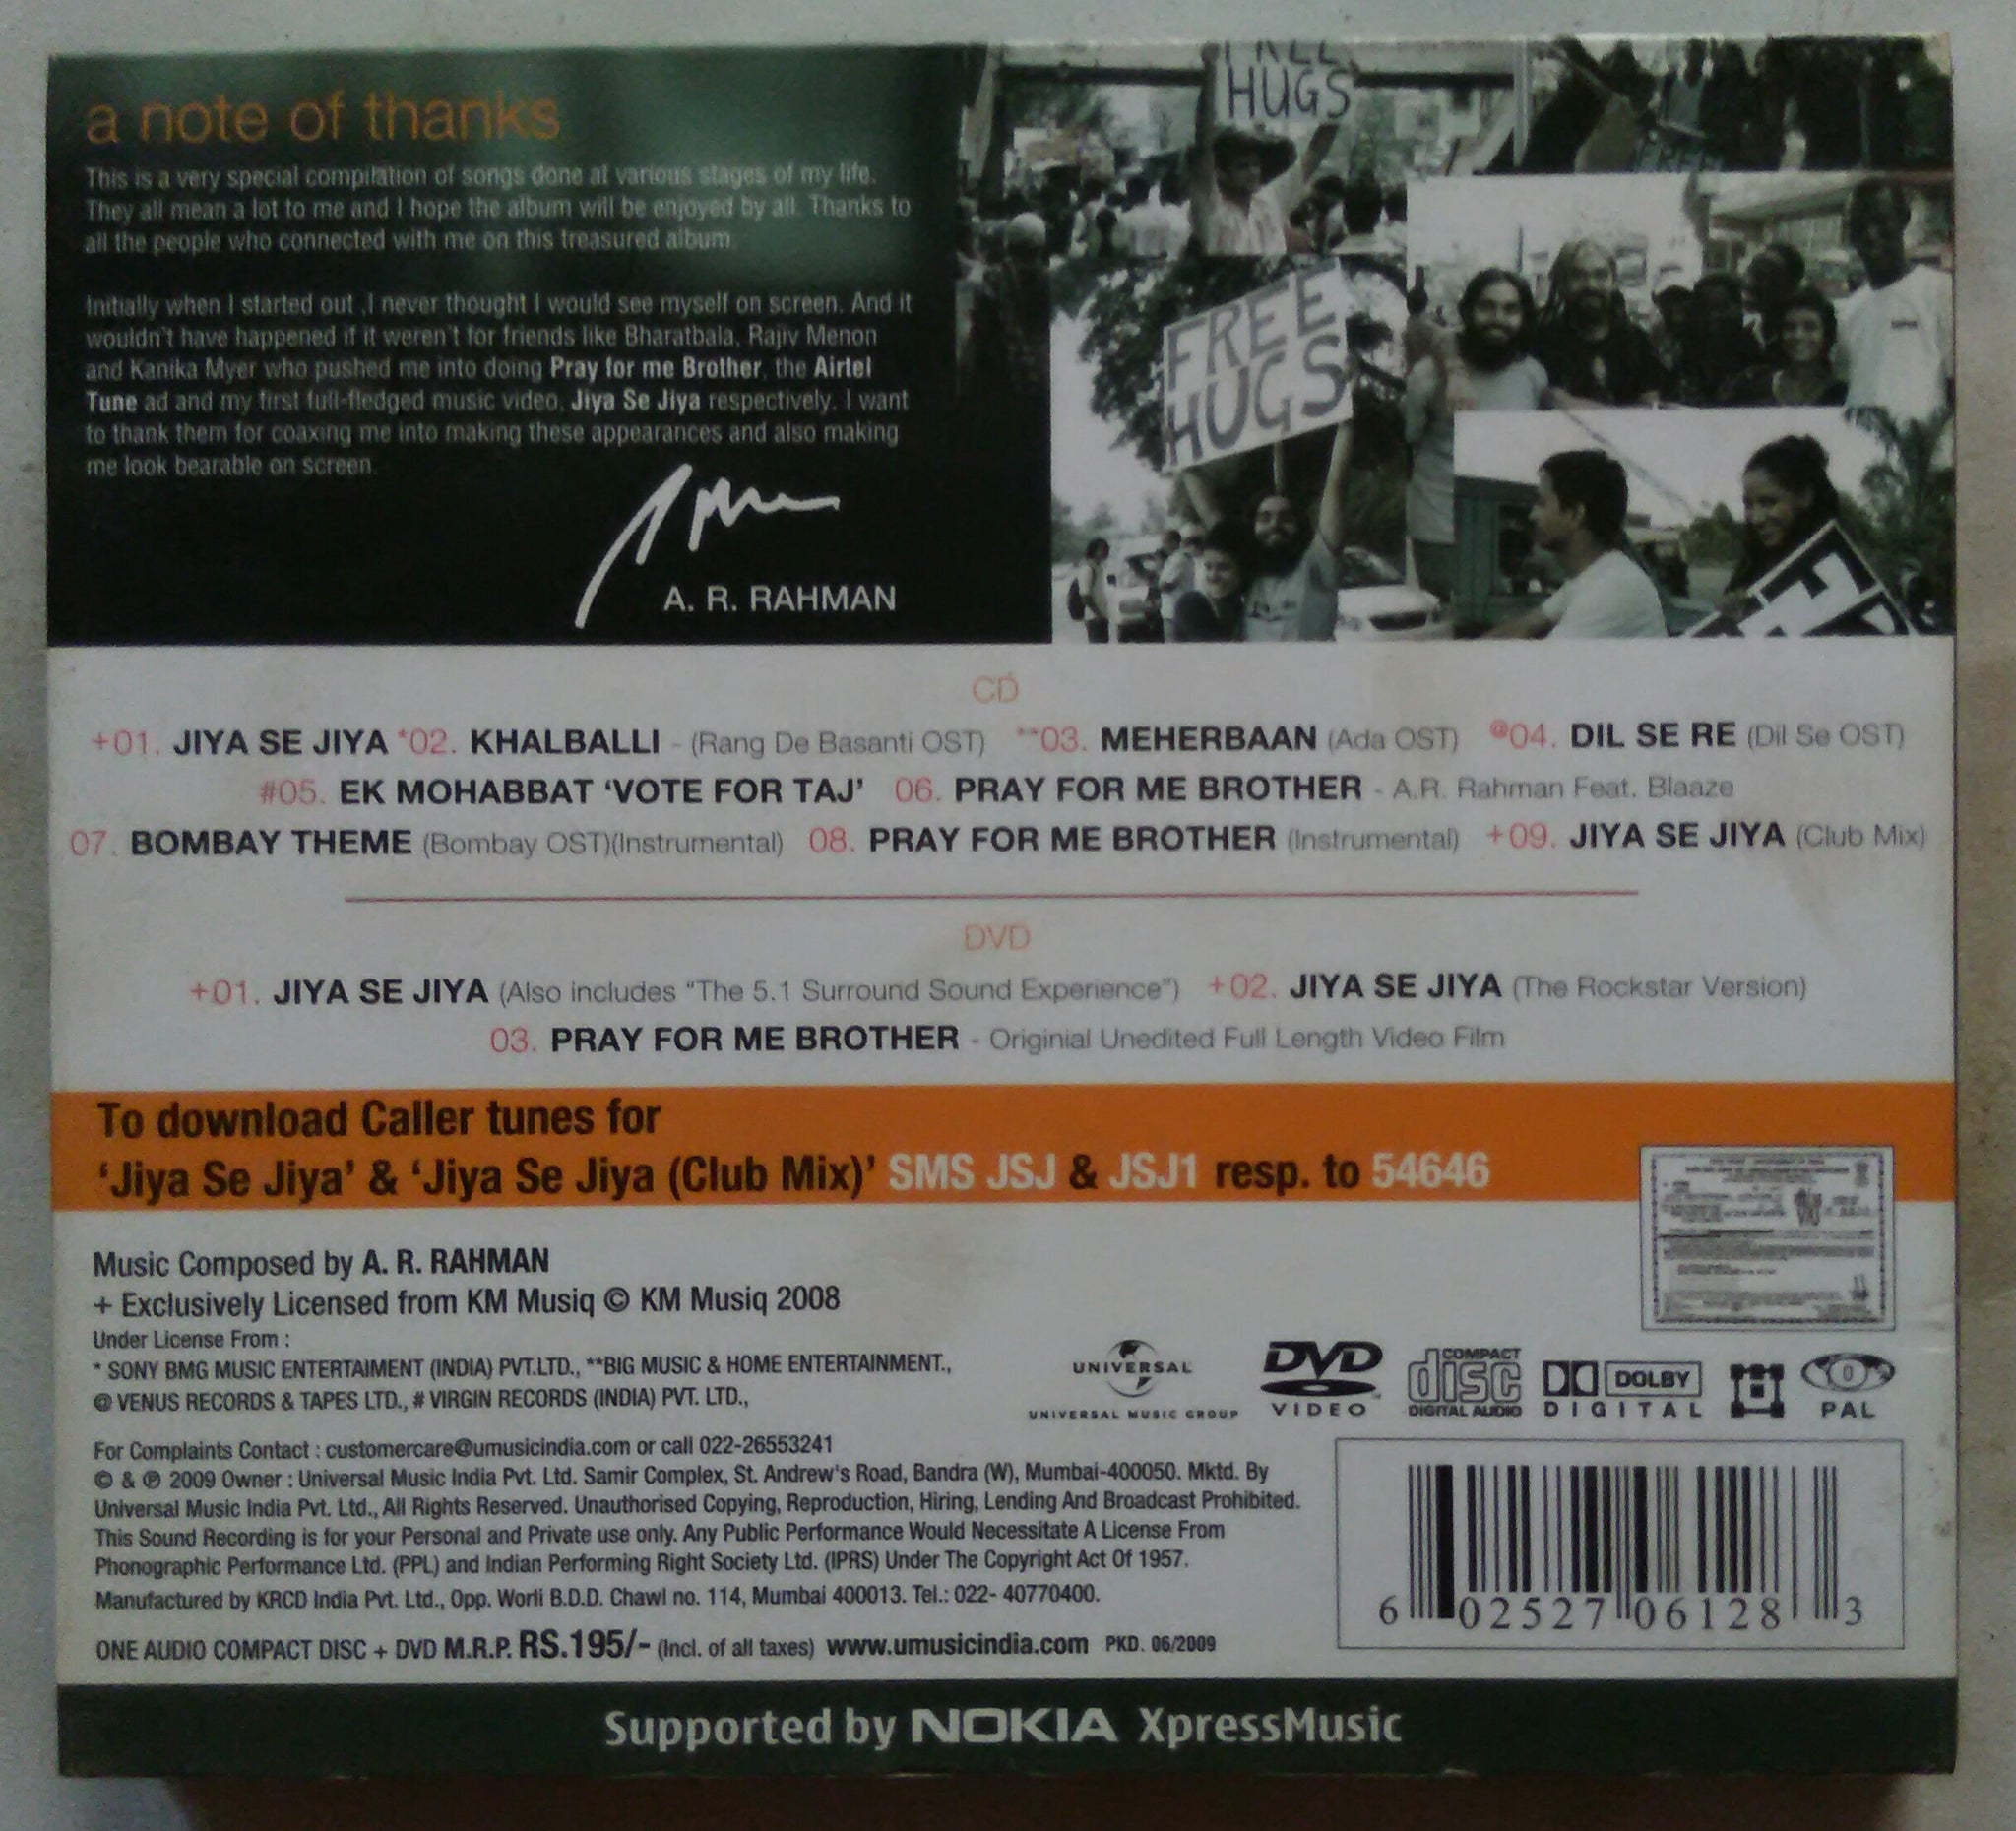 a note of thanks
This is a very special compilation of songs done at various stages of my life.
They all mean a lot to me and I hope the album will be enjoyed by all. Thanks to
all the people who connected with me on this treasured album.
Initially when I started out ,I never thought I would see myself on screen. And it
wouldn't have happened if it weren't for friends like Bharatbala, Rajiv Menon
and Kanika Myer who pushed me into doing Pray for me Brother, the Airtel
Tune ad and my first full-fledged music video, Jiya Se Jiya respectively. I want
to thank them for coaxing me into making these appearances and also making
me look bearable on screen.
A. R. RAHMAN
FREE
HUGS
FREE
FREE
HUGS
CD
+01. JIYA SE JIYA *02. KHALBALLI - (Rang De Basanti OST) **03. MEHERBAAN (Ada OST) @04. DIL SE RE (Dil Se OST)
#05. EK MOHABBAT ‘VOTE FOR TAJ’ 06. PRAY FOR ME BROTHER - A.R. Rahman Feat. Blaaze
07. BOMBAY THEME (Bombay OST)(Instrumental) 08. PRAY FOR ME BROTHER (Instrumental) +09. JIYA SE JIYA (Club Mix)
DVD
+01. JIYA SE JIYA (Also includes “The 5.1 Surround Sound Experience”) +02. JIYA SE JIYA (The Rockstar Version)
03. PRAY FOR ME BROTHER - Originial Unedited Full Length Video Film
To download Caller tunes for
‘Jiya Se Jiya’ & ‘Jiya Se Jiya (Club Mix)’ SMS JSJ & JSJ1 resp. to 54646
Music Composed by A. R. RAHMAN
+ Exclusively Licensed from KM Musiq © KM Musiq 2008
Under License From :
* SONY BMG MUSIC ENTERTAIMENT (INDIA) PVT.LTD., **BIG MUSIC & HOME ENTERTAINMENT.,
@ VENUS RECORDS & TAPES LTD., # VIRGIN RECORDS (INDIA) PVT. LTD.,
UNIVERSAL
UNIVERSAL MUSIC GROUP
DVD
VIDEO
COMPACT
disc
DIGITAL AUDIO
DOLBY
DIGITAL
PAL
For Complaints Contact : customercare@umusicindia.com or call 022-26553241
© & ℗ 2009 Owner : Universal Music India Pvt. Ltd. Samir Complex, St. Andrew's Road, Bandra (W), Mumbai-400050. Mktd. By
Universal Music India Pvt. Ltd., All Rights Reserved. Unauthorised Copying, Reproduction, Hiring, Lending And Broadcast Prohibited.
This Sound Recording is for your Personal and Private use only. Any Public Performance Would Necessitate A License From
Phonographic Performance Ltd. (PPL) and Indian Performing Right Society Ltd. (IPRS) Under The Copyright Act Of 1957.
Manufactured by KRCD India Pvt. Ltd., Opp. Worli B.D.D. Chawl no. 114, Mumbai 400013. Tel.: 022- 40770400.
ONE AUDIO COMPACT DISC + DVD M.R.P. RS.195/- (Incl. of all taxes) www.umusicindia.com PKD. 06/2009
6 02527 06128 3
Supported by NOKIA XpressMusic